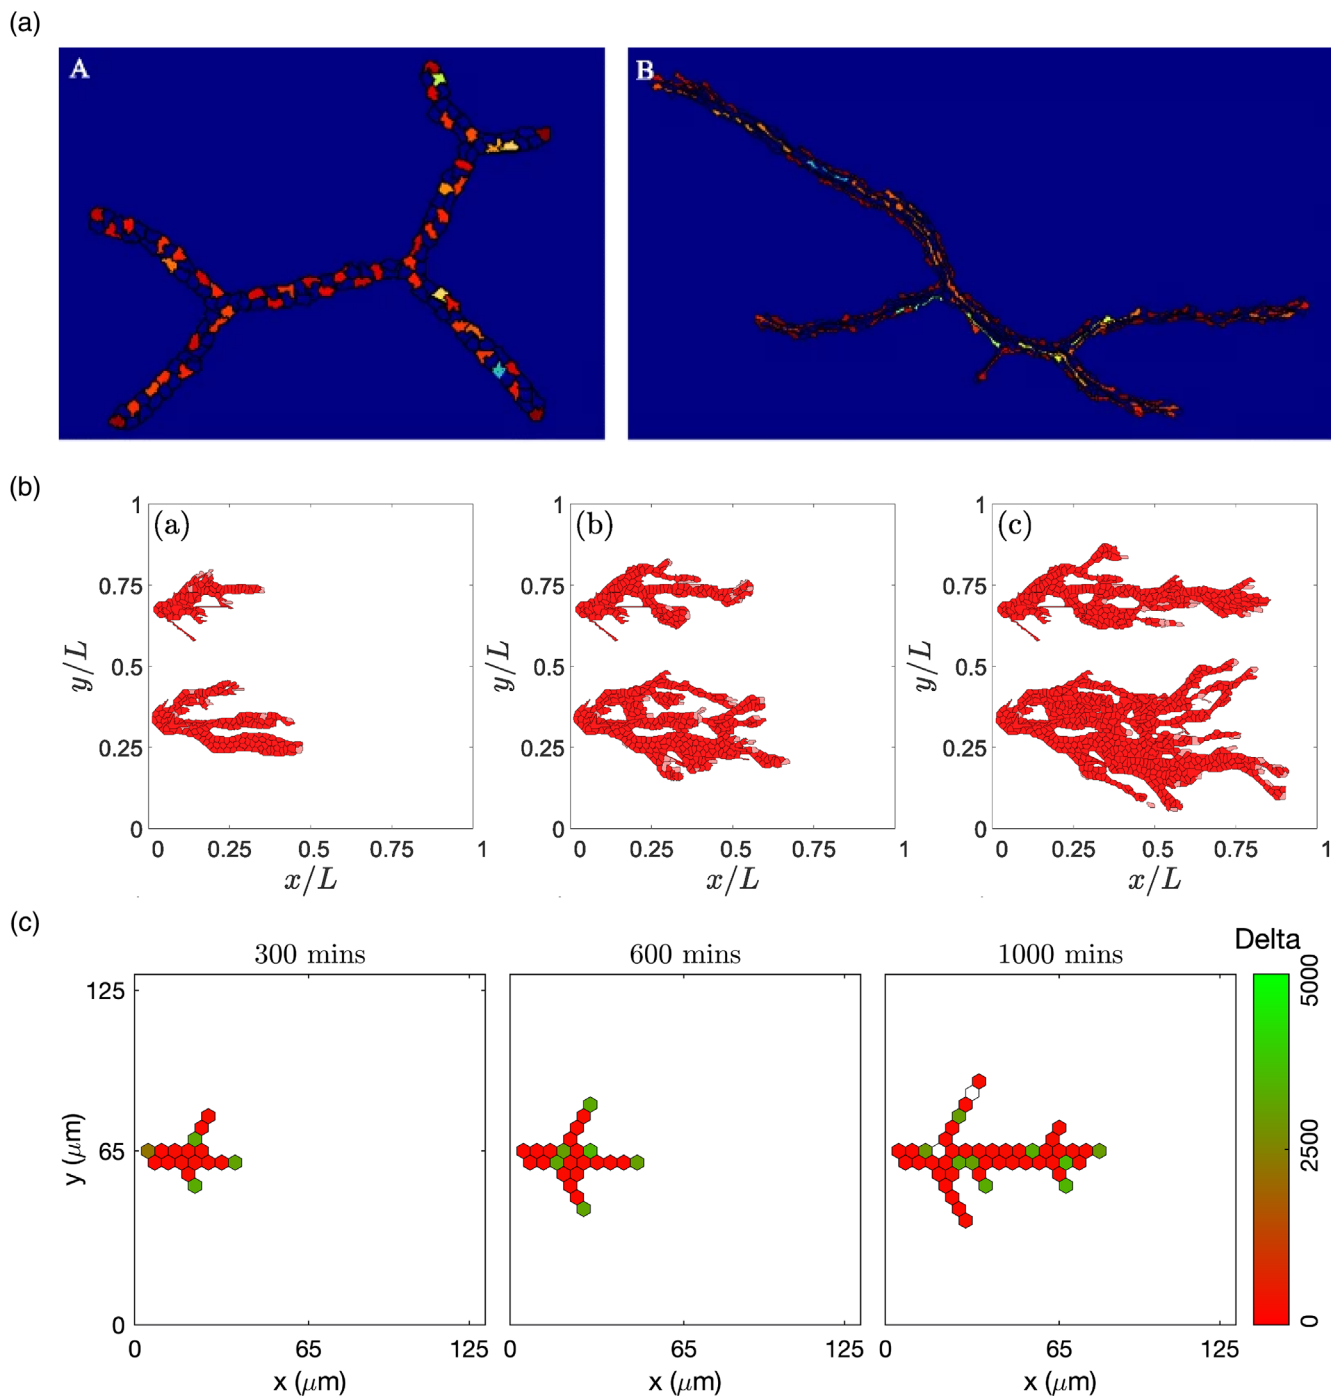 (a)
A B
(b)
(a) (b) (c)
1 1 1
0.75 0.75 0.75
y/L y/L y/L
0.5 0.5 0.5
0.25 0.25 0.25
0 0 0
0 0.25 0.5 0.75 1 0 0.25 0.5 0.75 1 0 0.25 0.5 0.75 1
x/L x/L x/L
(c)
300 mins 600 mins 1000 mins Delta
125
65
0
y (μm)
0 65 125 0 65 125 0 65 125
x (μm) x (μm) x (μm)
5000
2500
0